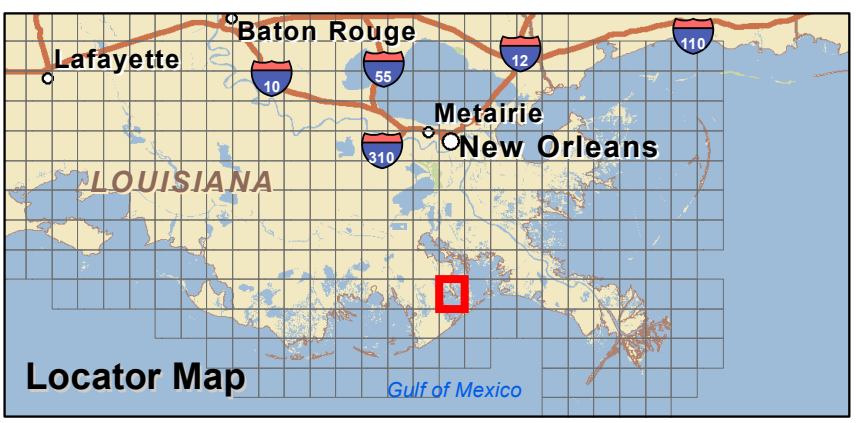 Baton Rouge
Lafayette
10
55
12
110
Metairie
New Orleans
310
LOUISIANA
Locator Map
Gulf of Mexico